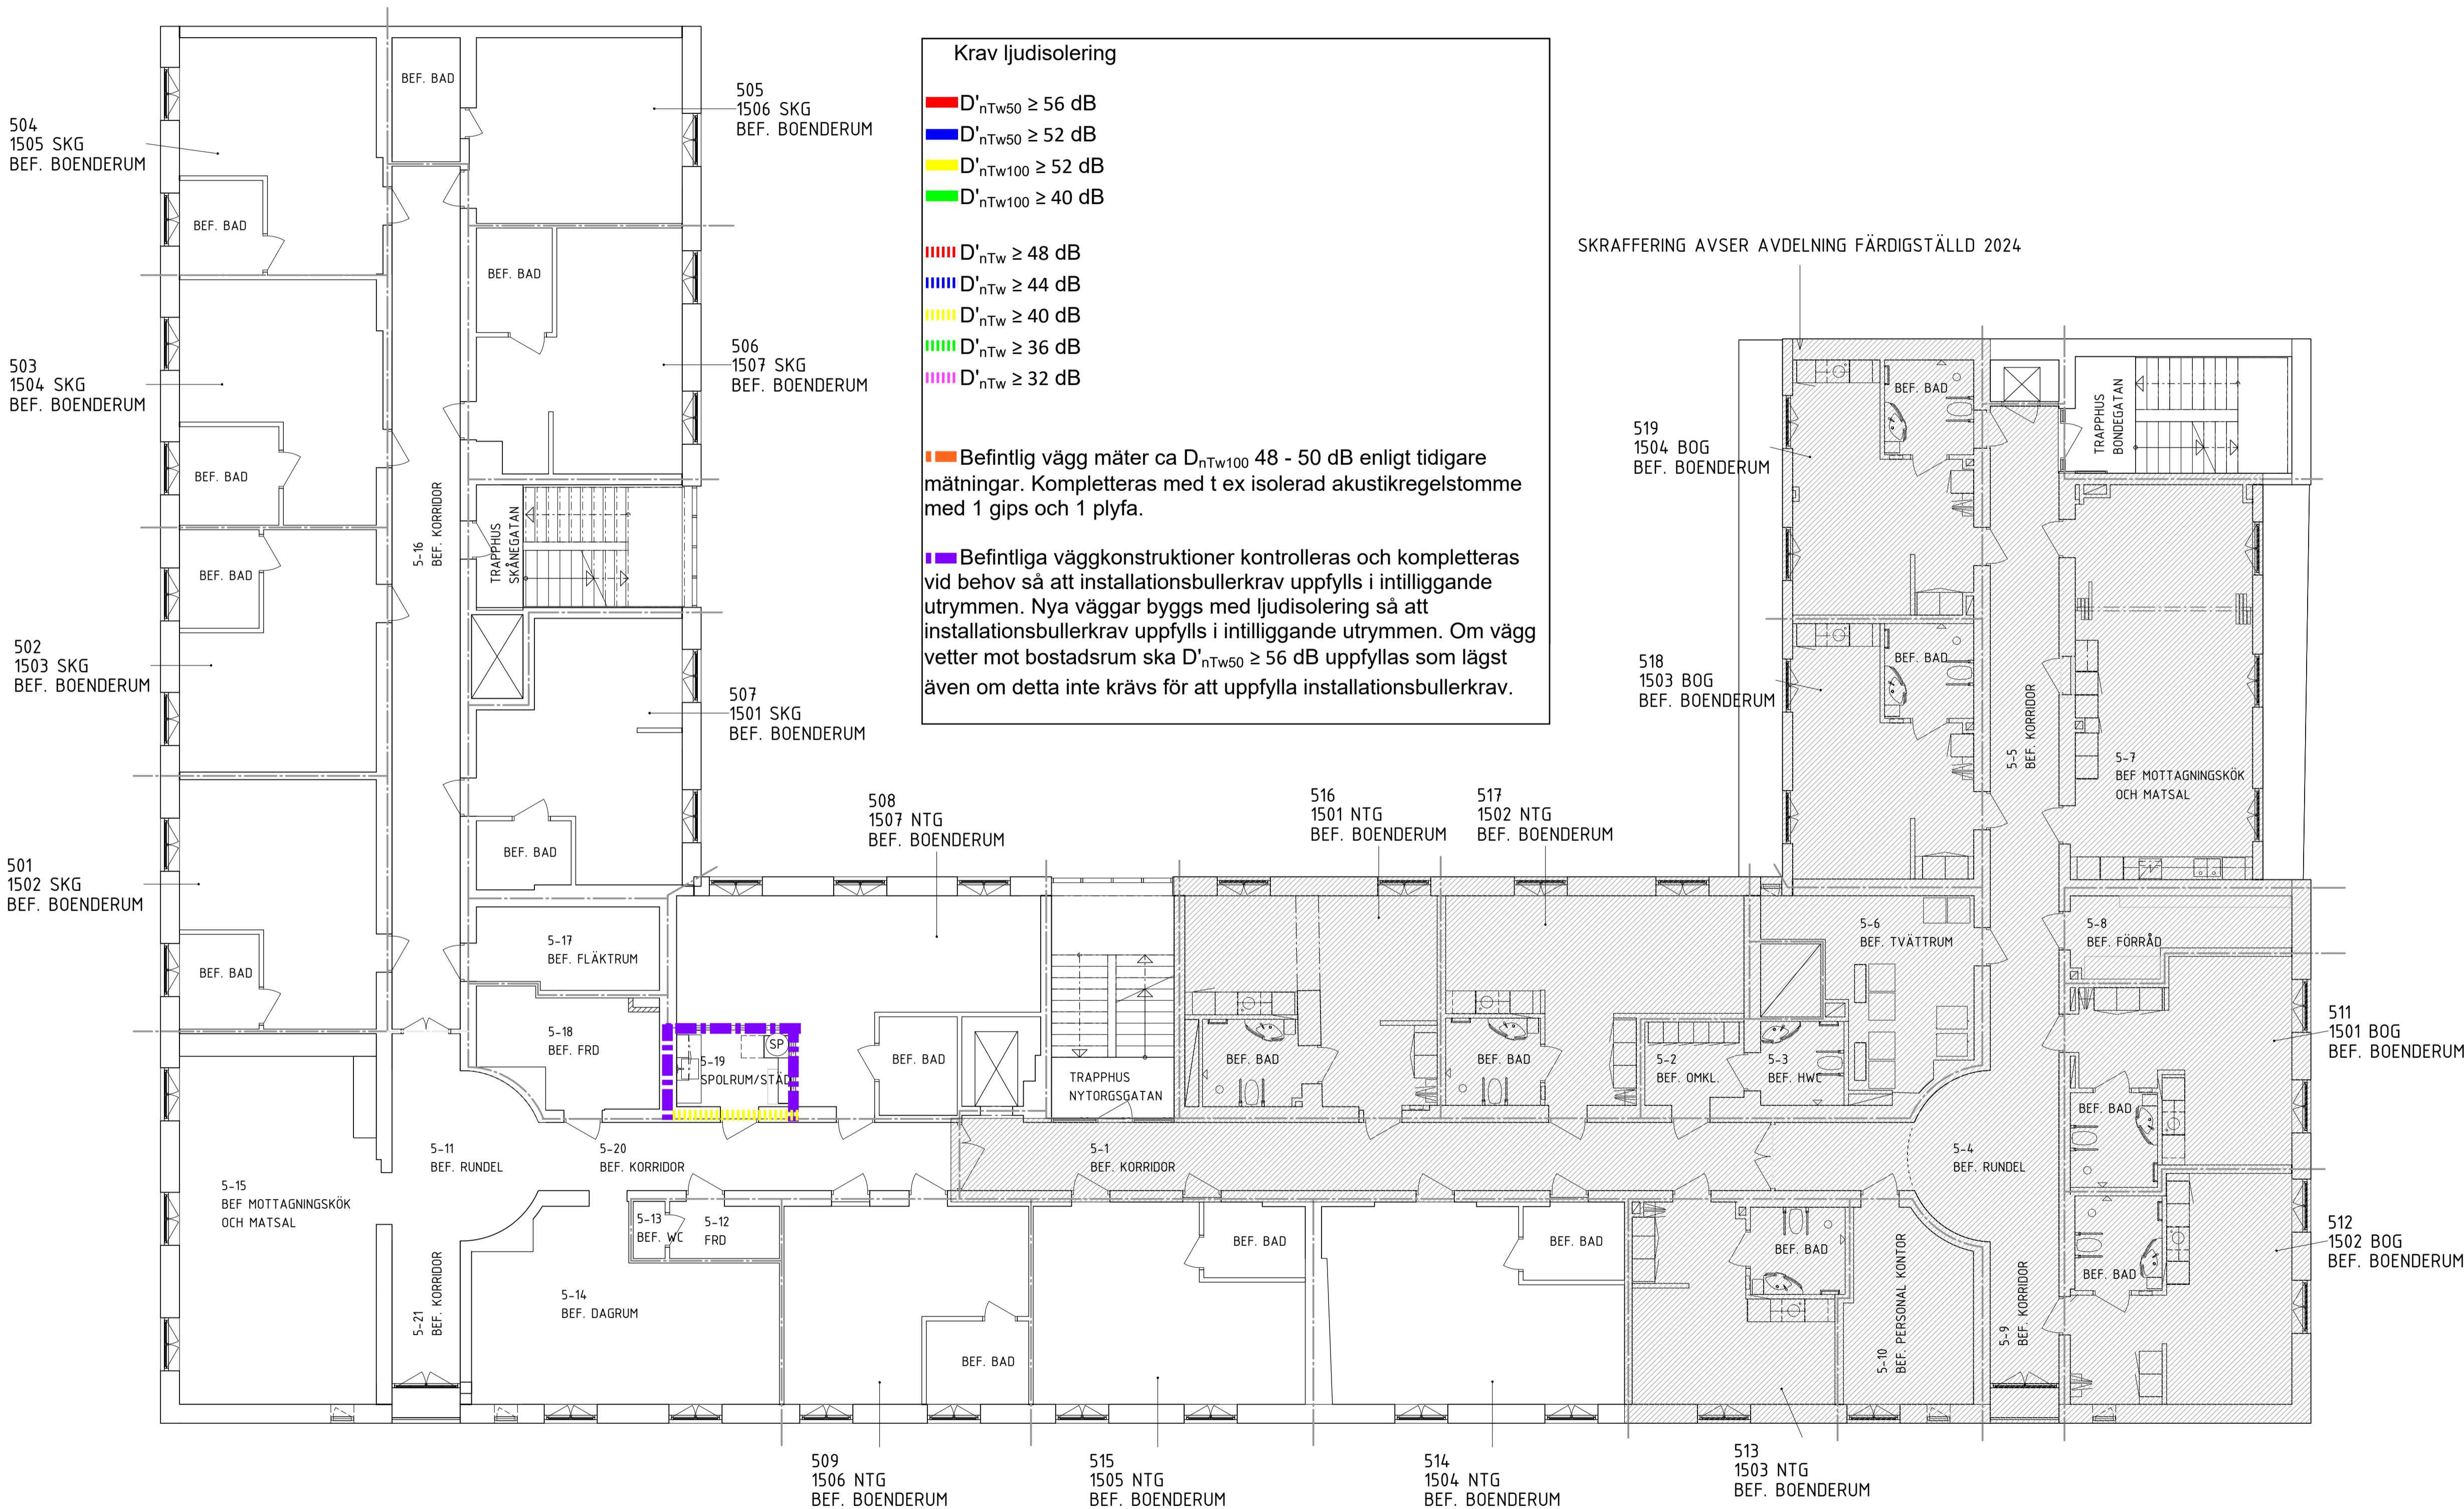 Krav ljudisolering
D'nTw50 ≥ 56 dB
D'nTw50 ≥ 52 dB
D'nTw100 ≥ 52 dB
D'nTw100 ≥ 40 dB
D'nTw ≥ 48 dB
D'nTw ≥ 44 dB
D'nTw ≥ 40 dB
D'nTw ≥ 36 dB
D'nTw ≥ 32 dB
Befintlig vägg mäter ca DnTw100 48 - 50 dB enligt tidigare
mätningar. Kompletteras med t ex isolerad akustikregelstomme
med 1 gips och 1 plyfa.
Befintliga väggkonstruktioner kontrolleras och kompletteras
vid behov så att installationsbullerkrav uppfylls i intilliggande
utrymmen. Nya väggar byggs med ljudisolering så att
installationsbullerkrav uppfylls i intilliggande utrymmen. Om vägg
vetter mot bostadsrum ska D'nTw50 ≥ 56 dB uppfyllas som lägst
även om detta inte krävs för att uppfylla installationsbullerkrav.
SKRAFFERING AVSER AVDELNING FÄRDIGSTÄLLD 2024
504
1505 SKG
BEF. BOENDERUM
BEF. BAD
BEF. BAD
505
1506 SKG
BEF. BOENDERUM
503
1504 SKG
BEF. BOENDERUM
BEF. BAD
BEF. BAD
506
1507 SKG
BEF. BOENDERUM
5-16
BEF. KORRIDOR
TRAPPHUS
SKÅNEGATAN
502
1503 SKG
BEF. BOENDERUM
BEF. BAD
507
1501 SKG
BEF. BOENDERUM
BEF. BAD
501
1502 SKG
BEF. BOENDERUM
BEF. BAD
508
1507 NTG
BEF. BOENDERUM
5-17
BEF. FLÄKTRUM
5-18
BEF. FRD
5-19
SPOLRUM/STÄD
SP
BEF. BAD
TRAPPHUS
NYTORGSGATAN
516
1501 NTG
BEF. BOENDERUM
517
1502 NTG
BEF. BOENDERUM
BEF. BAD
BEF. BAD
5-2
BEF. OMKL.
5-3
BEF. HWC
5-6
BEF. TVÄTTRUM
519
1504 BOG
BEF. BOENDERUM
BEF. BAD
TRAPPHUS
BONDEGATAN
518
1503 BOG
BEF. BOENDERUM
BEF. BAD
5-5
BEF. KORRIDOR
5-7
BEF MOTTAGNINGSKÖK
OCH MATSAL
5-8
BEF. FÖRRÅD
511
1501 BOG
BEF. BOENDERUM
BEF. BAD
5-11
BEF. RUNDEL
5-20
BEF. KORRIDOR
5-1
BEF. KORRIDOR
5-4
BEF. RUNDEL
5-15
BEF MOTTAGNINGSKÖK
OCH MATSAL
5-21
BEF. KORRIDOR
5-13
BEF. WC
5-12
FRD
5-14
BEF. DAGRUM
BEF. BAD
BEF. BAD
BEF. BAD
BEF. BAD
5-10
BEF. PERSONAL KONTOR
5-9
BEF. KORRIDOR
BEF. BAD
512
1502 BOG
BEF. BOENDERUM
509
1506 NTG
BEF. BOENDERUM
515
1505 NTG
BEF. BOENDERUM
514
1504 NTG
BEF. BOENDERUM
513
1503 NTG
BEF. BOENDERUM